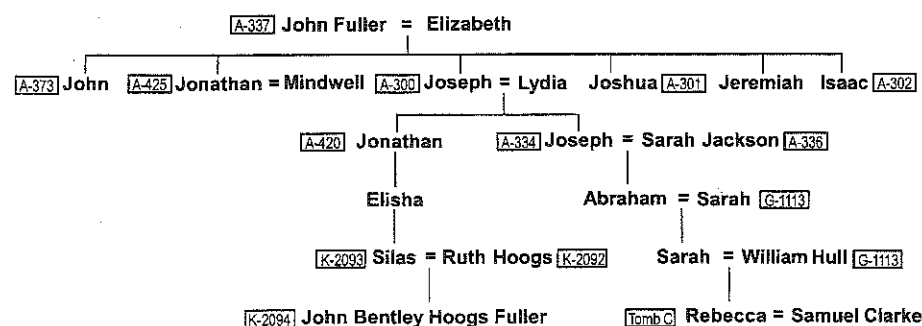 A-337 John Fuller = Elizabeth
A-373 John A-425 Jonathan = Mindwell A-300 Joseph = Lydia Joshua A-301 Jeremiah Isaac A-302
A-420 Jonathan A-334 Joseph = Sarah Jackson A-336
Elisha Abraham = Sarah G-1113
K-2093 Silas = Ruth Hoogs K-2092 Sarah = William Hull G-1113
K-2094 John Bentley Hoogs Fuller Tomb C Rebecca = Samuel Clarke